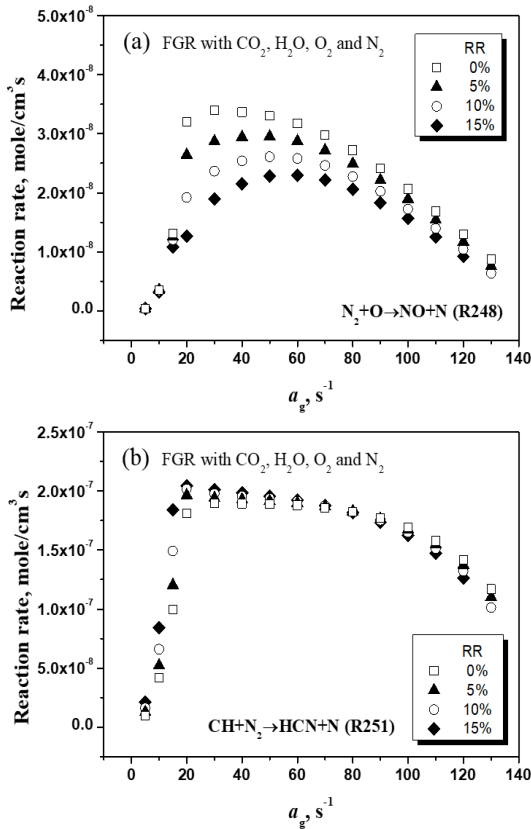 (a) FGR with CO₂, H₂O, O₂ and N₂
RR
0%
5%
10%
15%
5.0x10⁻⁸
4.0x10⁻⁸
3.0x10⁻⁸
2.0x10⁻⁸
1.0x10⁻⁸
0.0
Reaction rate, mole/cm³s
N₂+O→NO+N (R248)
0 20 40 60 80 100 120 140
a_g, s⁻¹
(b) FGR with CO₂, H₂O, O₂ and N₂
2.5x10⁻⁷
2.0x10⁻⁷
1.5x10⁻⁷
1.0x10⁻⁷
5.0x10⁻⁸
0.0
Reaction rate, mole/cm³s
RR
0%
5%
10%
15%
CH+N₂→HCN+N (R251)
0 20 40 60 80 100 120 140
a_g, s⁻¹